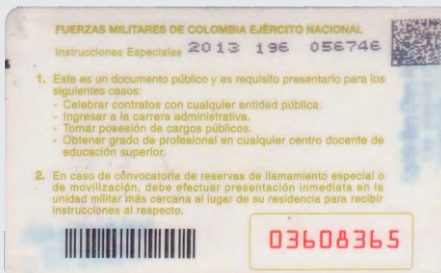 FUERZAS MILITARES DE COLOMBIA EJÉRCITO NACIONAL
Instrucciones Especiales 2013 196 056746
1. Este es un documento público y es requisito presentarlo para los
siguientes casos:
- Celebrar contratos con cualquier entidad pública.
- Ingresar a la carrera administrativa.
- Tomar posesión de cargos públicos.
- Obtener grado de profesional en cualquier centro docente de
educación superior.
2. En caso de convocatoria de reservas de llamamiento especial o
de movilización, debe efectuar presentación inmediata en la
unidad militar más cercana al lugar de su residencia para recibir
instrucciones al respecto.
03608365